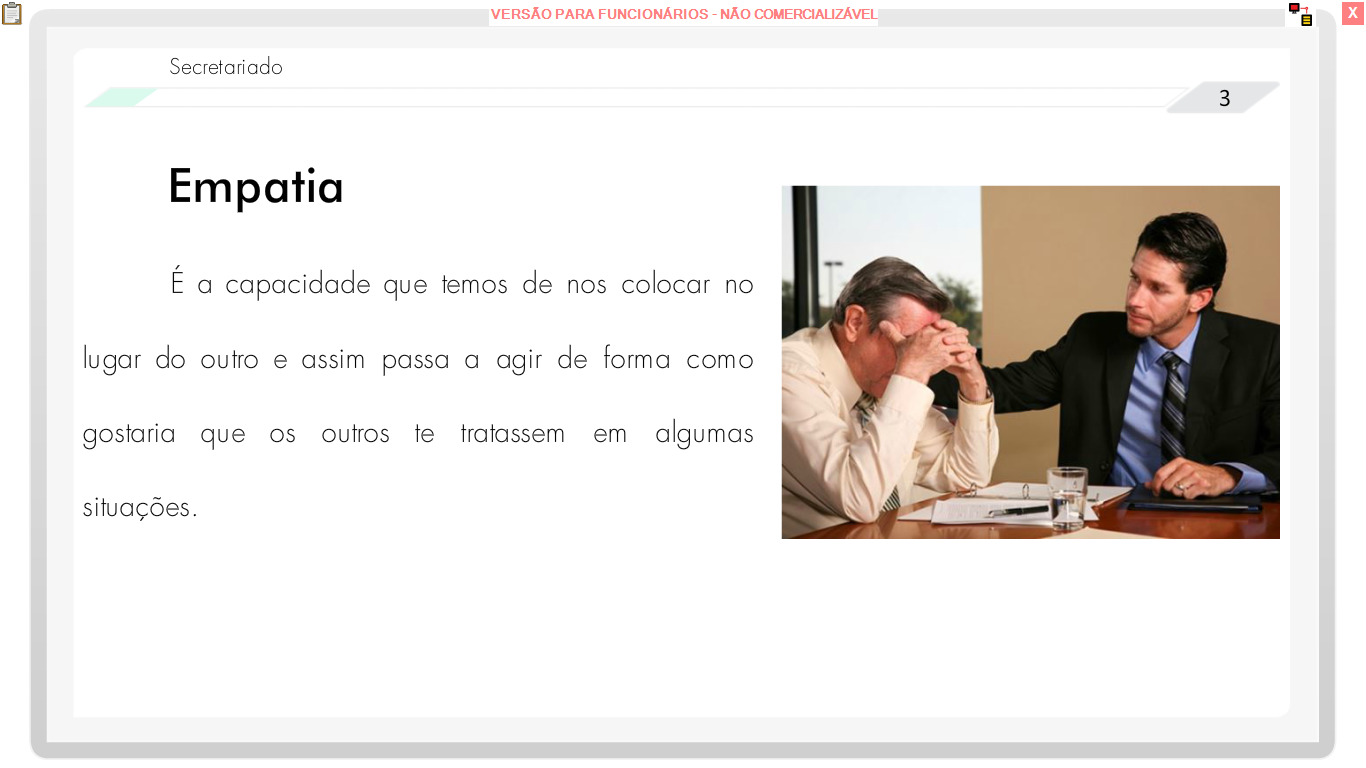 VERSÃO PARA FUNCIONÁRIOS - NÃO COMERCIALIZÁVEL
X
Secretariado
3
Empatia
É a capacidade que temos de nos colocar no
lugar do outro e assim passa a agir de forma como
gostaria que os outros te tratassem em algumas
situações.